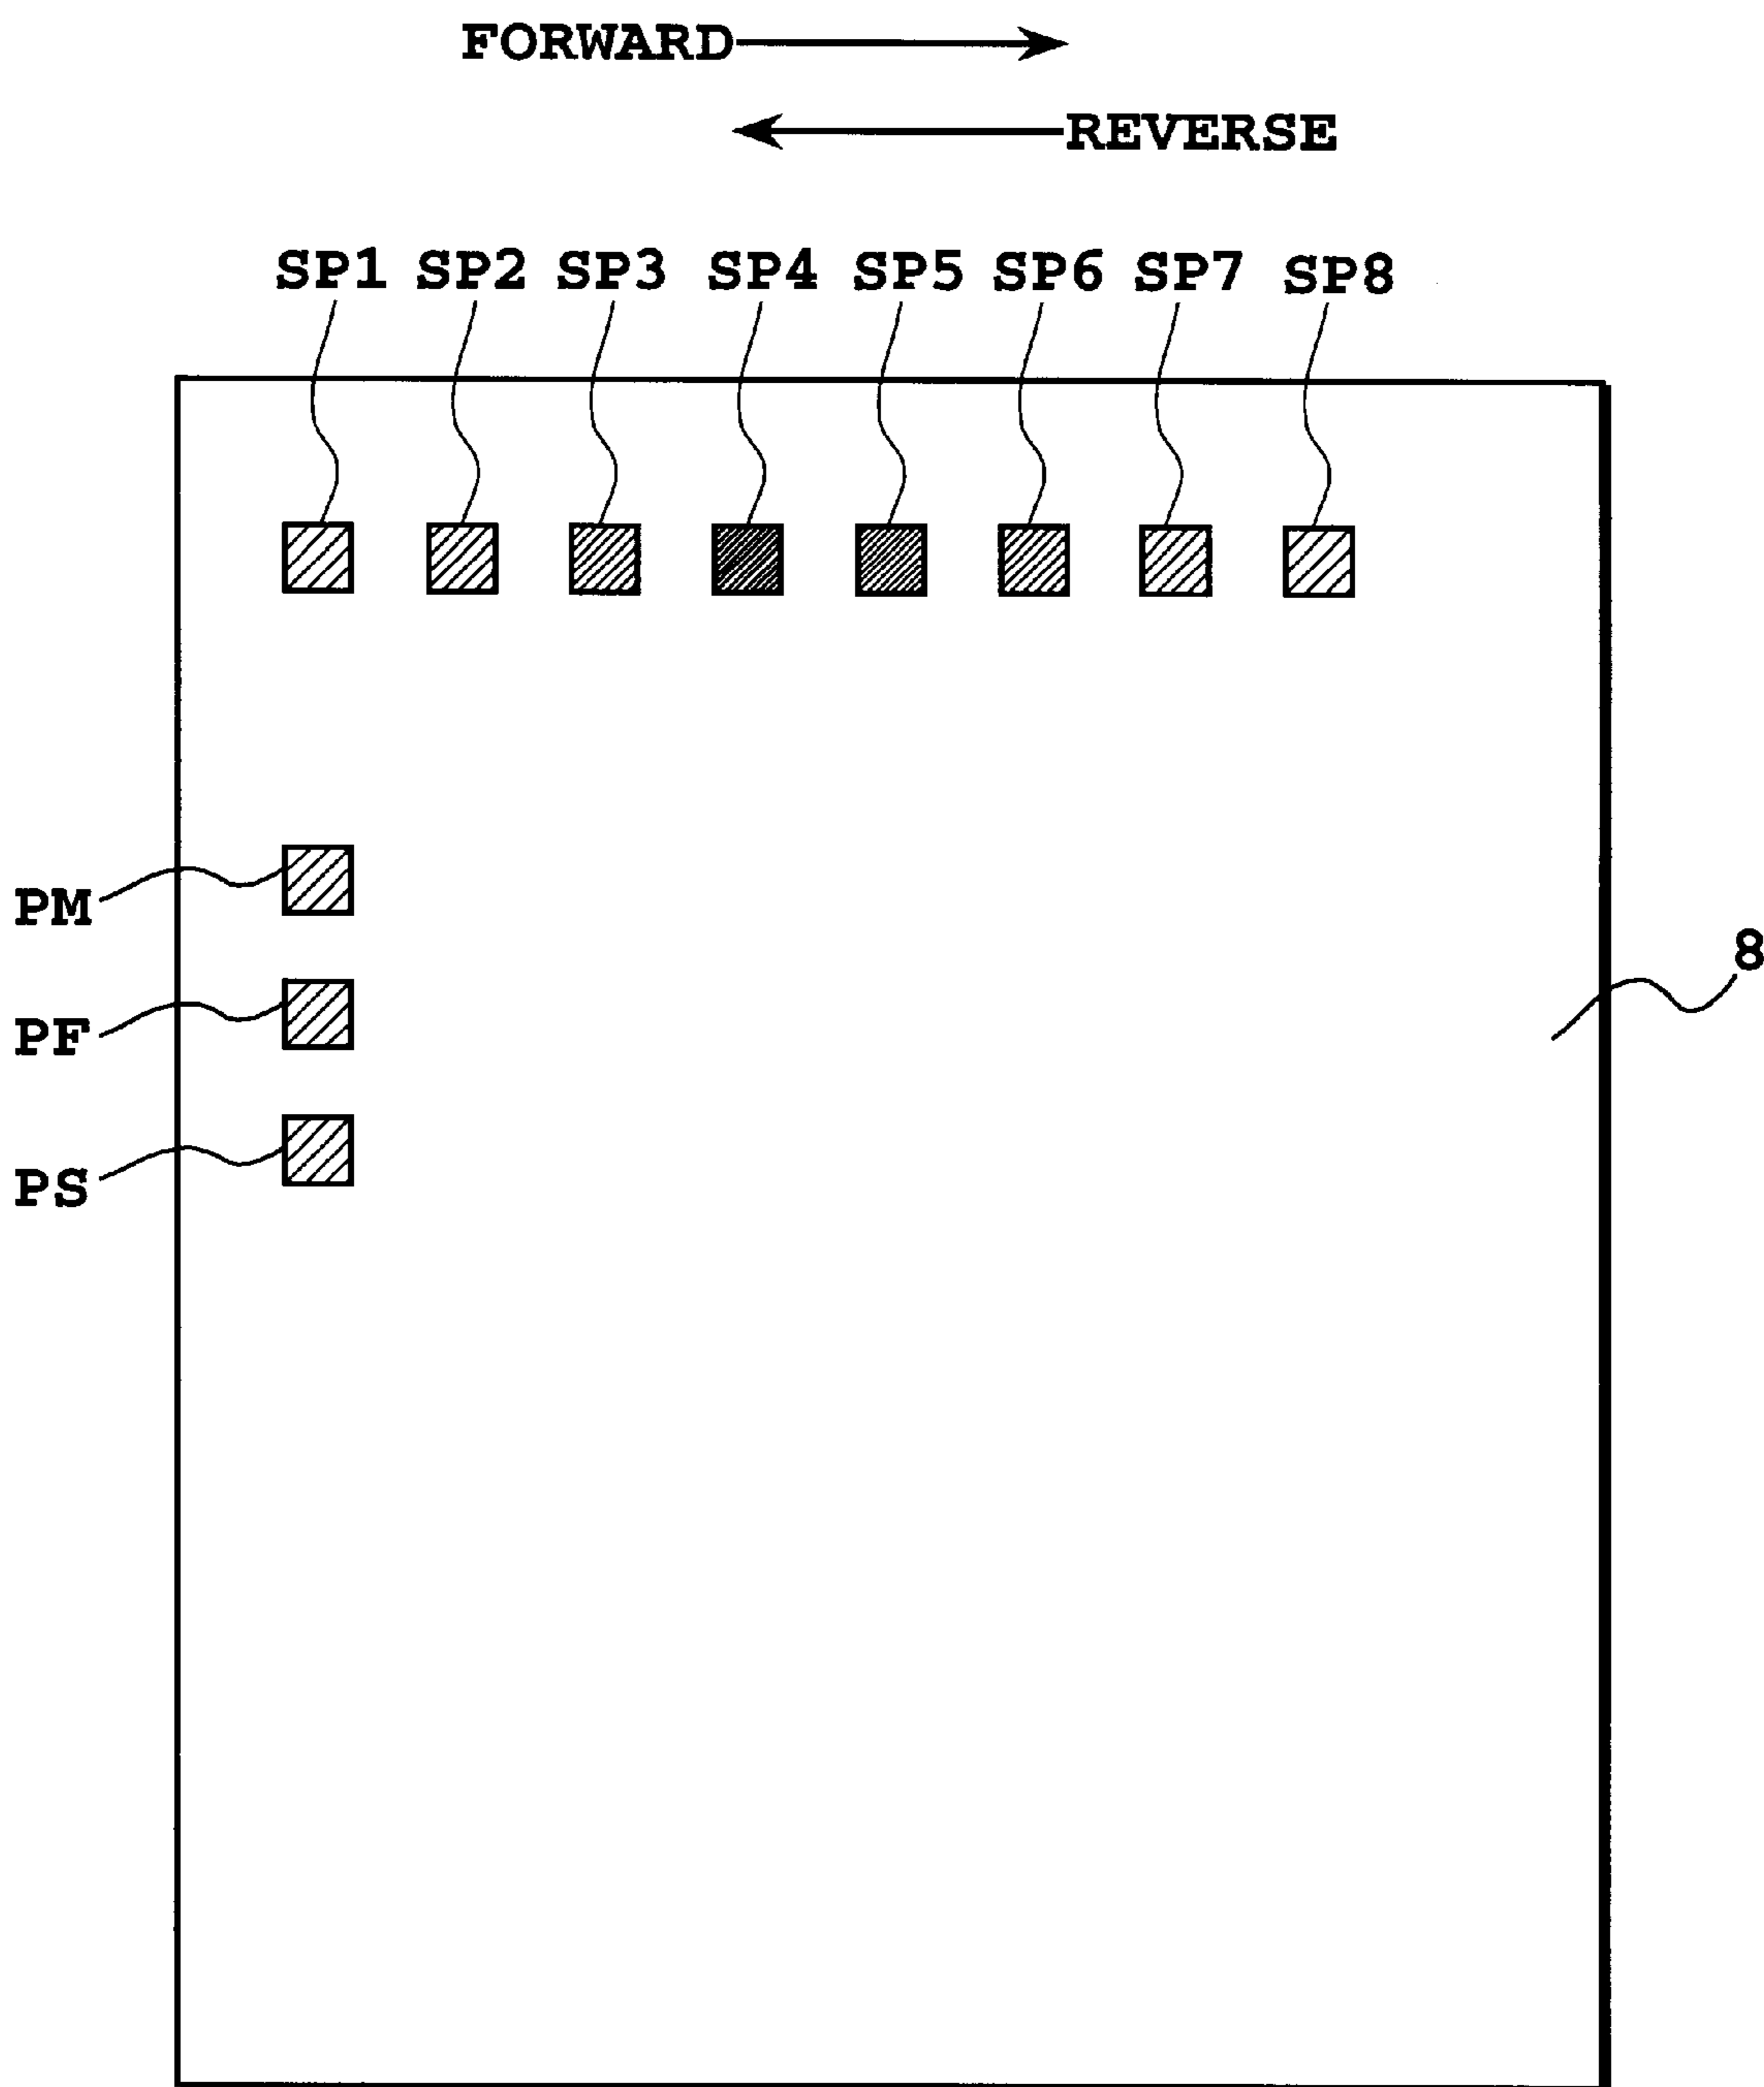 FORWARD
REVERSE
SP1 SP2 SP3 SP4 SP5 SP6 SP7 SP8
PM
8
PF
PS